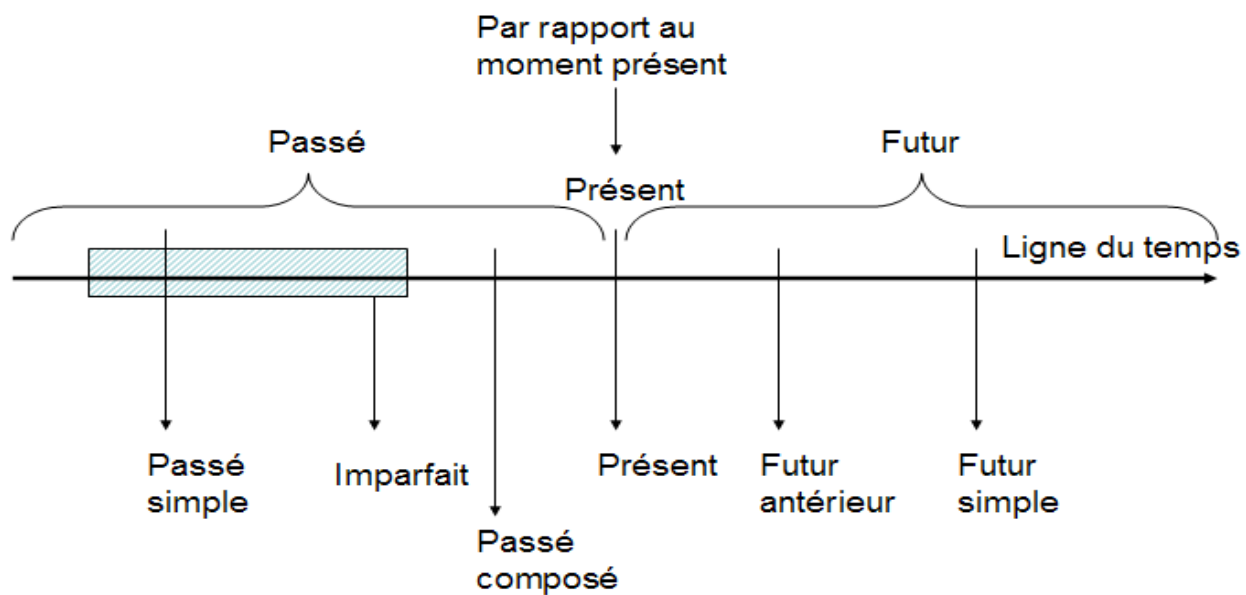 Par rapport au
moment présent
Passé
Futur
Présent
Ligne du temps
Passé
simple
Imparfait
Passé
composé
Présent
Futur
antérieur
Futur
simple